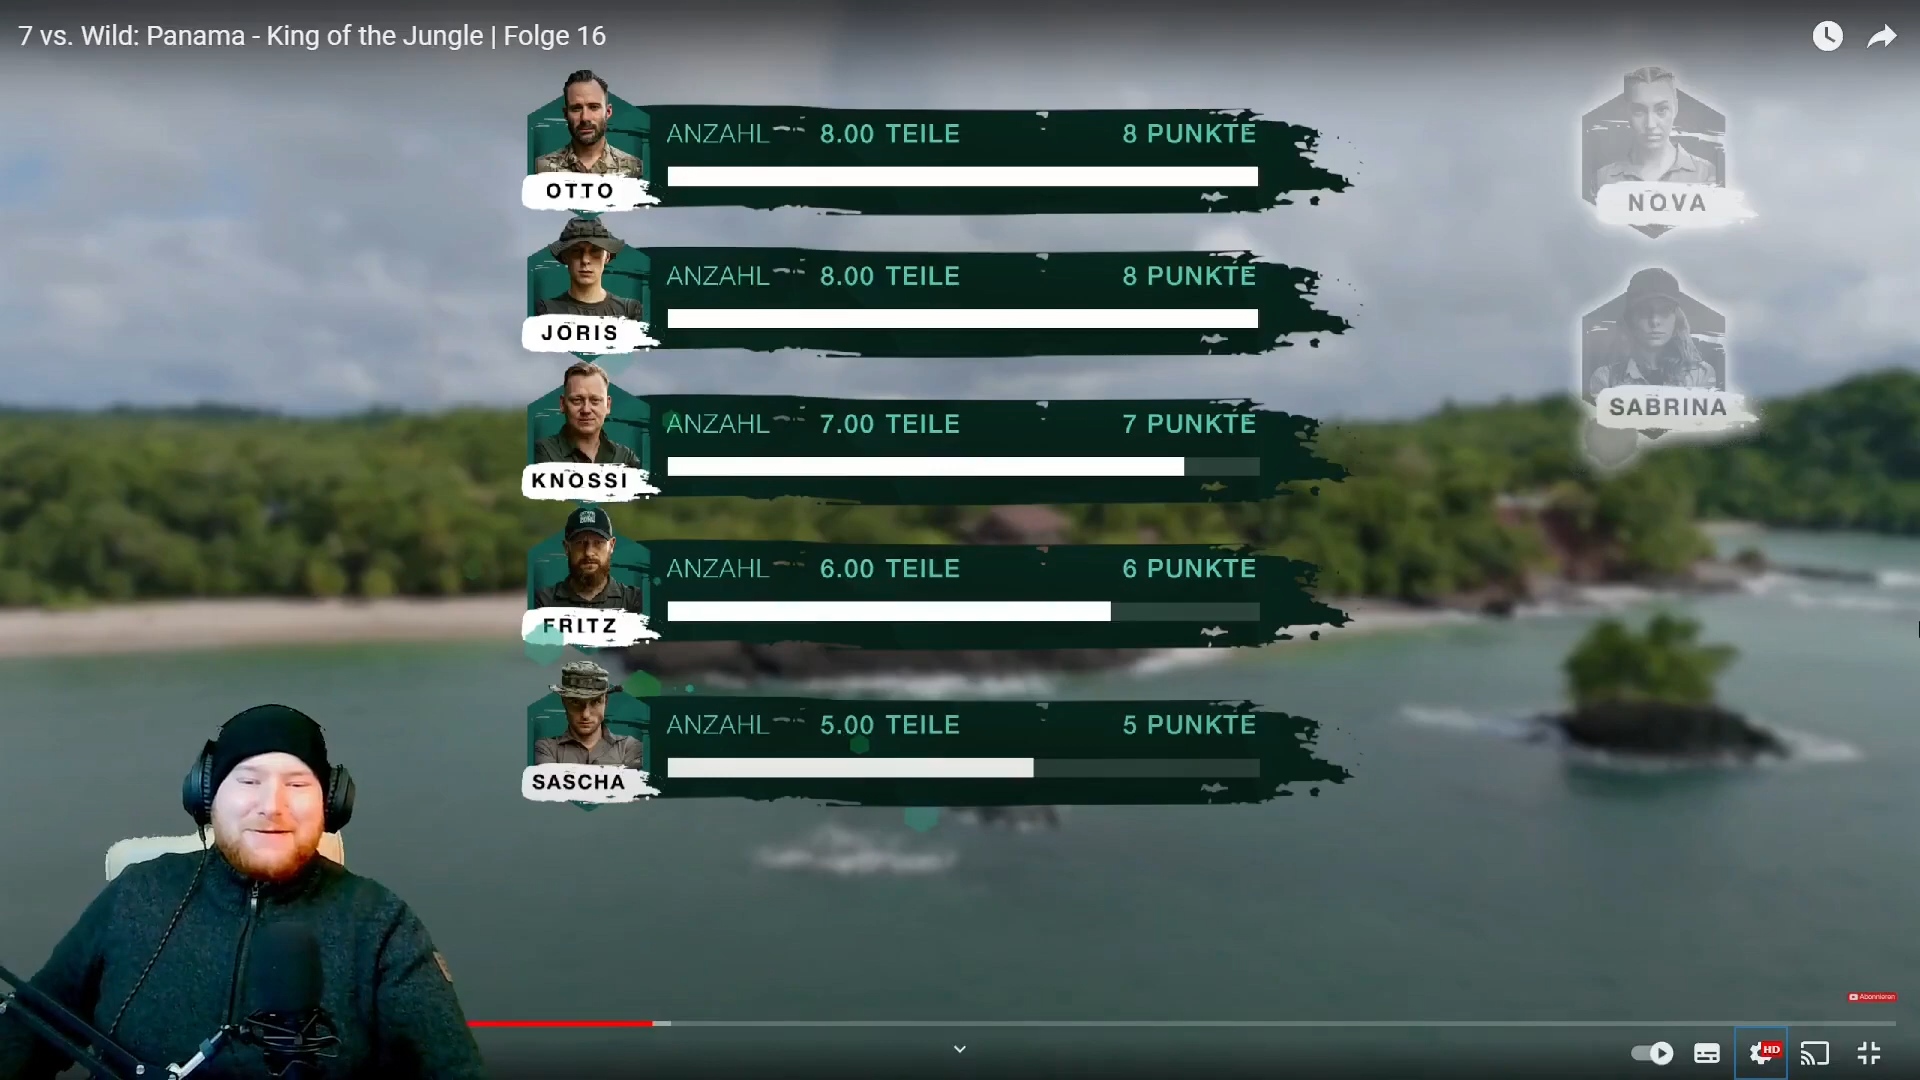 7 vs. Wild: Panama - King of the Jungle | Folge 16
ANZAHL 8.00 TEILE 8 PUNKTE
OTTO
NOVA
ANZAHL 8.00 TEILE 8 PUNKTE
JORIS
SABRINA
ANZAHL 7.00 TEILE 7 PUNKTE
KNOSSI
ANZAHL 6.00 TEILE 6 PUNKTE
FRITZ
ANZAHL 5.00 TEILE 5 PUNKTE
SASCHA
Abonnieren
HD